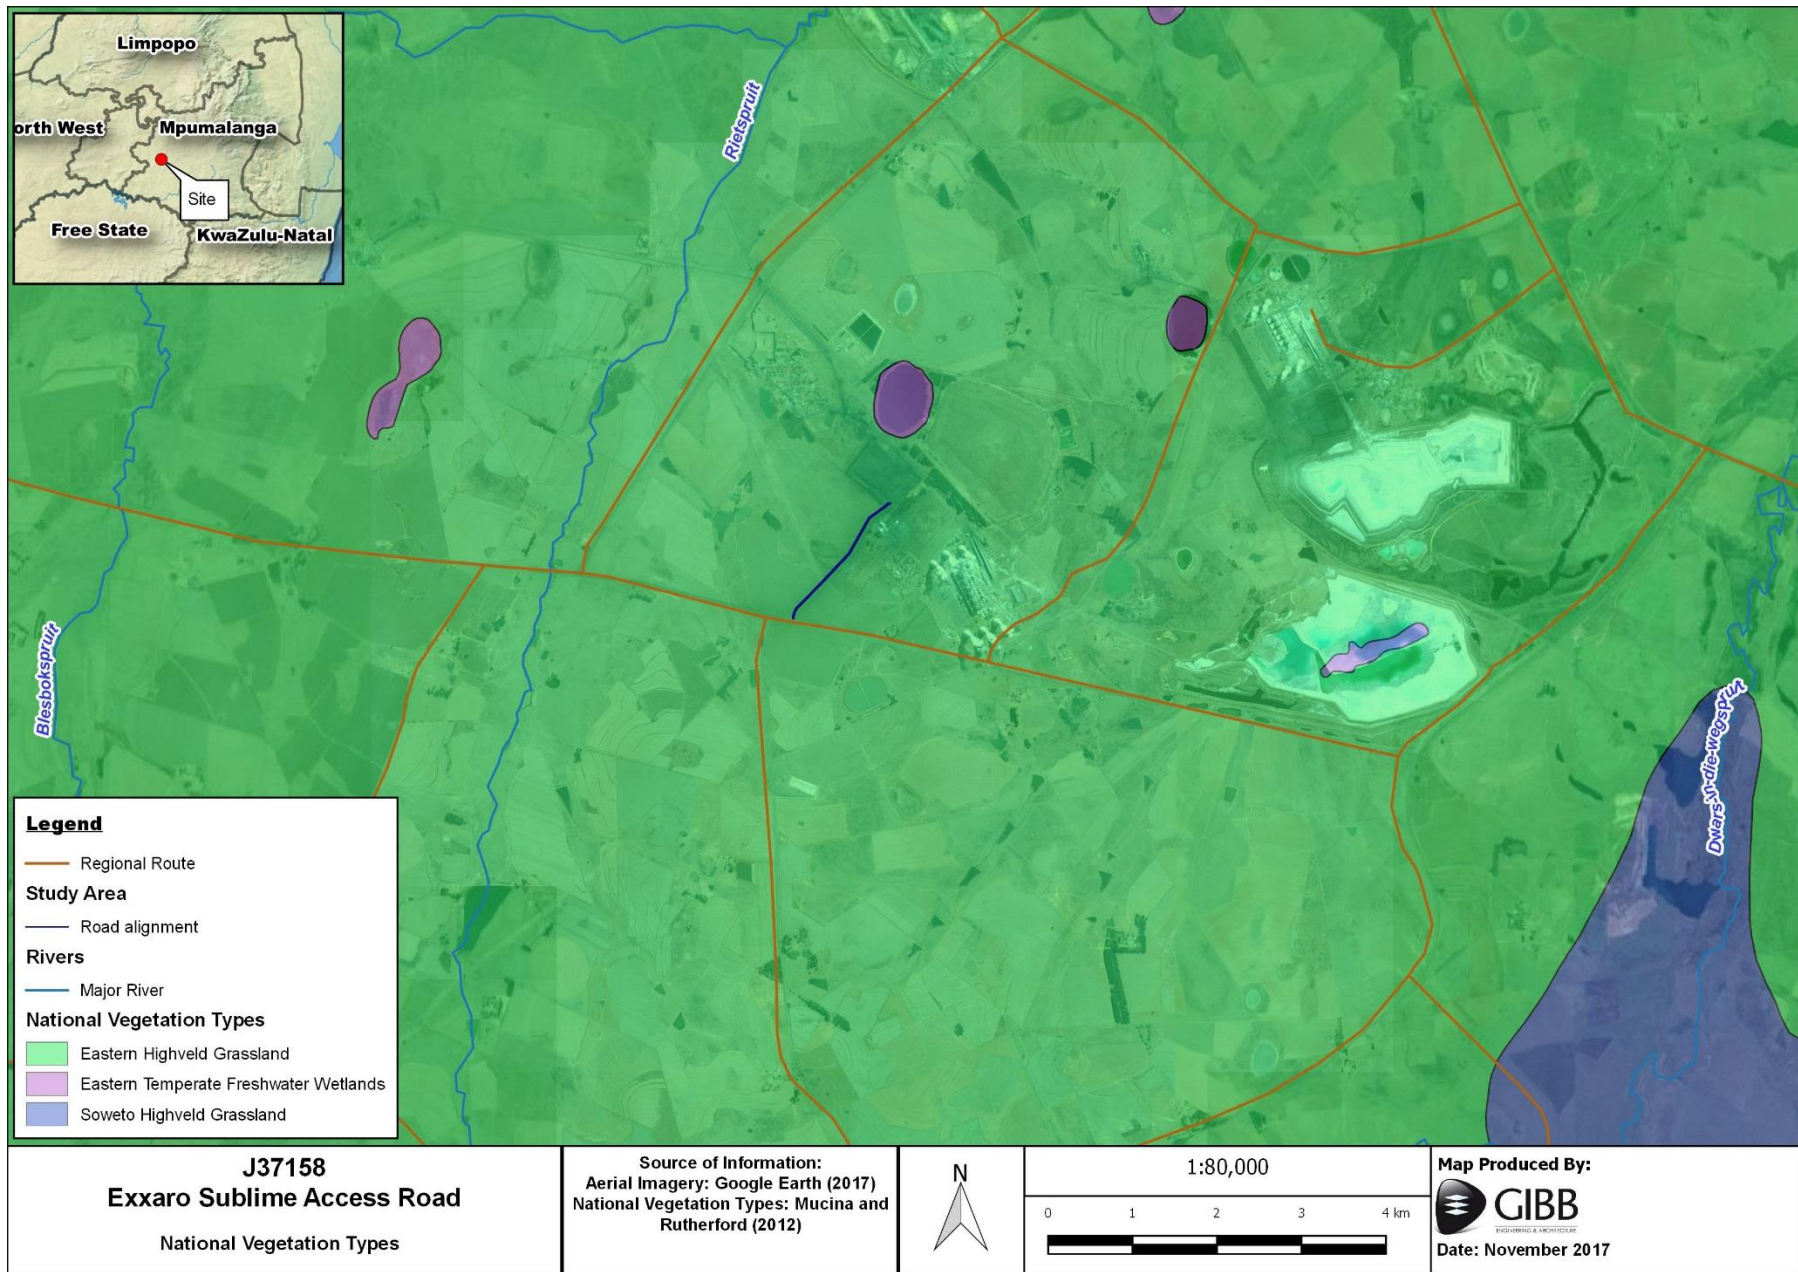 Limpopo
orth West
Mpumalanga
Site
Free State
KwaZulu-Natal
Rietspruit
Blesbokspruit
Dwars-in-die-wegspruit
Legend
Regional Route
Study Area
Road alignment
Rivers
Major River
National Vegetation Types
Eastern Highveld Grassland
Eastern Temperate Freshwater Wetlands
Soweto Highveld Grassland
J37158
Exxaro Sublime Access Road
National Vegetation Types
Source of Information:
Aerial Imagery: Google Earth (2017)
National Vegetation Types: Mucina and
Rutherford (2012)
N
1:80,000
0 1 2 3 4 km
Map Produced By:
GIBB
ENGINEERING & ARCHITECTURE
Date: November 2017